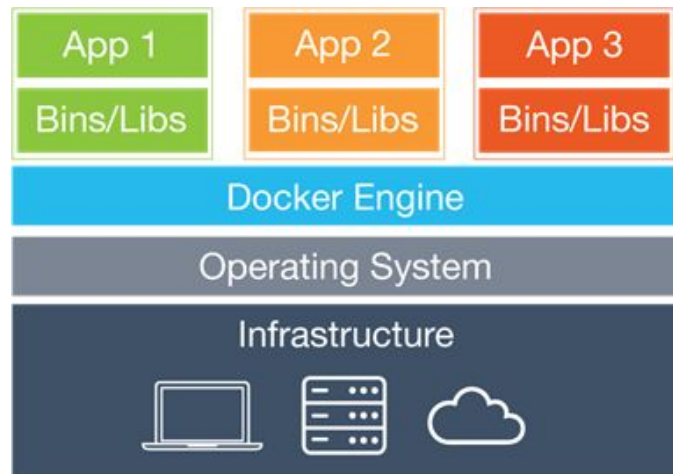 App 1
App 2
App 3
Bins/Libs
Bins/Libs
Bins/Libs
Docker Engine
Operating System
Infrastructure